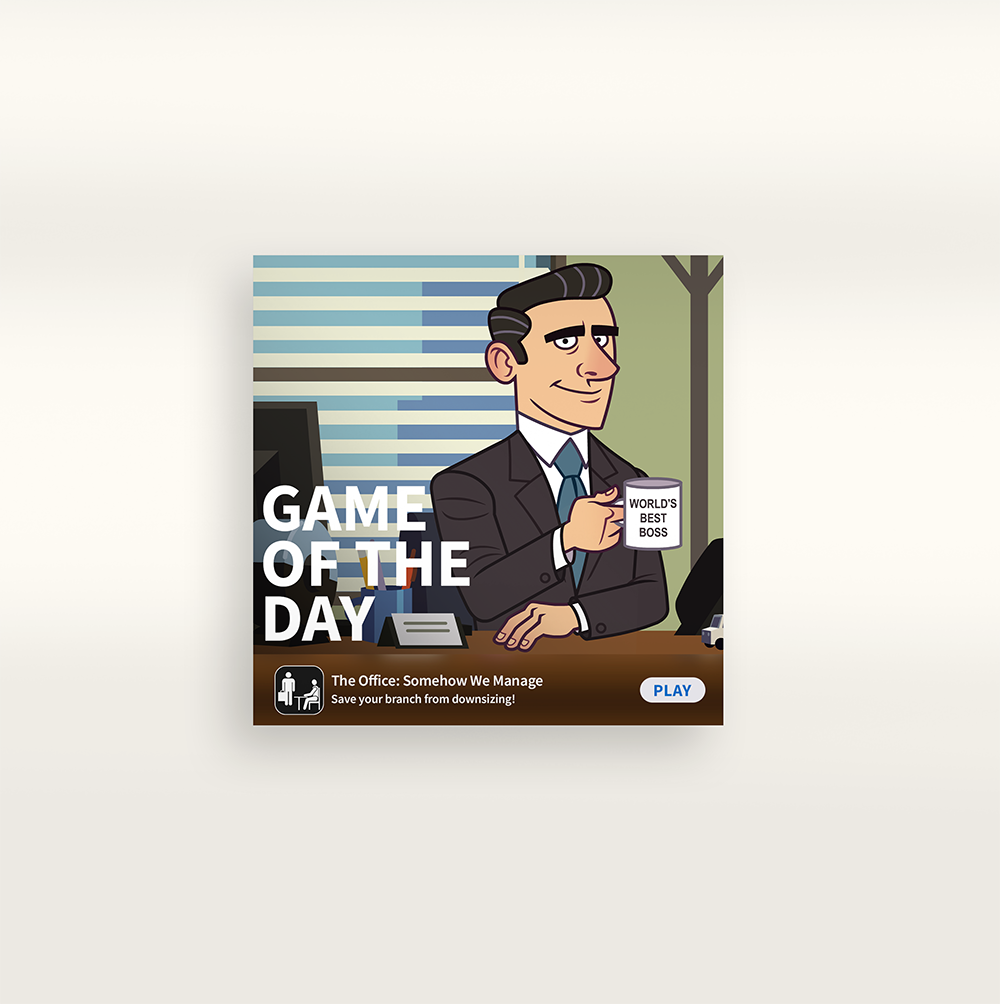 WORLD'S
BEST
BOSS
GAME
OF THE
DAY
The Office: Somehow We Manage
Save your branch from downsizing!
PLAY